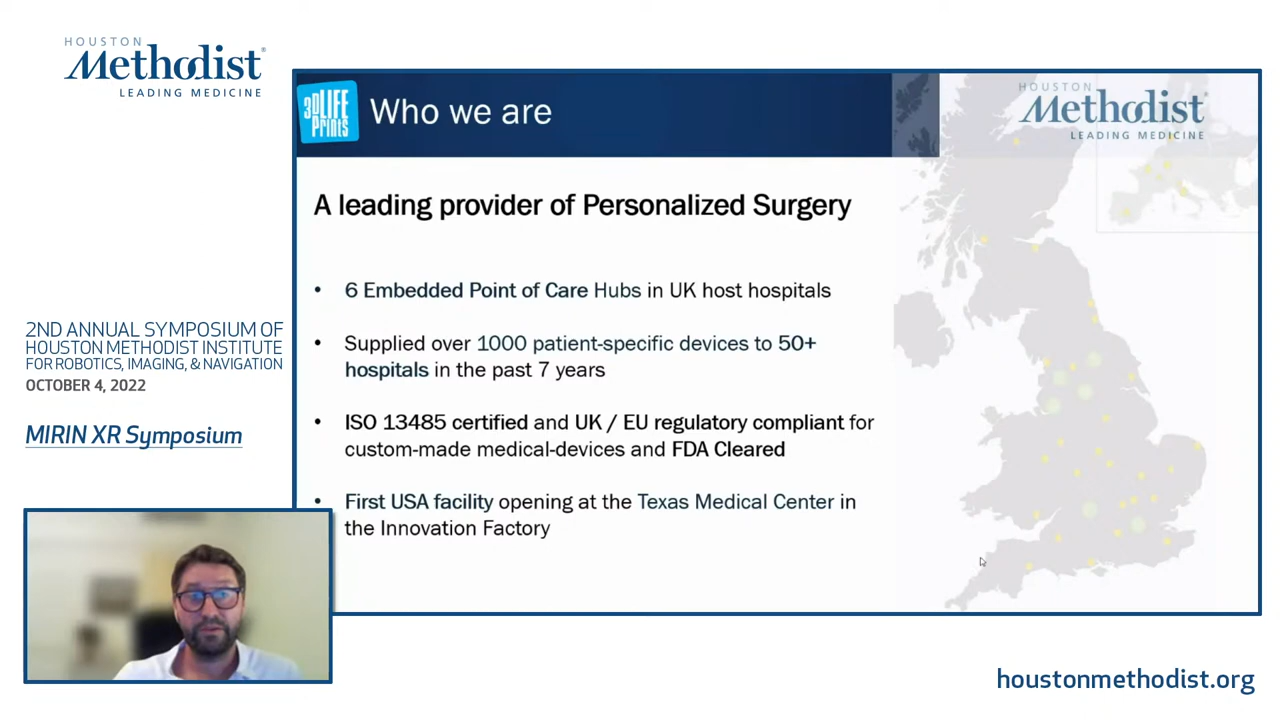 HOUSTON
Methodist
LEADING MEDICINE
2ND ANNUAL SYMPOSIUM OF
HOUSTON METHODIST INSTITUTE
FOR ROBOTICS, IMAGING, & NAVIGATION
OCTOBER 4, 2022
MIRIN XR Symposium
3DLIFE
Prints
Who we are
HOUSTON
Methodist
LEADING MEDICINE
A leading provider of Personalized Surgery
• 6 Embedded Point of Care Hubs in UK host hospitals
• Supplied over 1000 patient-specific devices to 50+
hospitals in the past 7 years
• ISO 13485 certified and UK / EU regulatory compliant for
custom-made medical-devices and FDA Cleared
• First USA facility opening at the Texas Medical Center in
the Innovation Factory
houstonmethodist.org